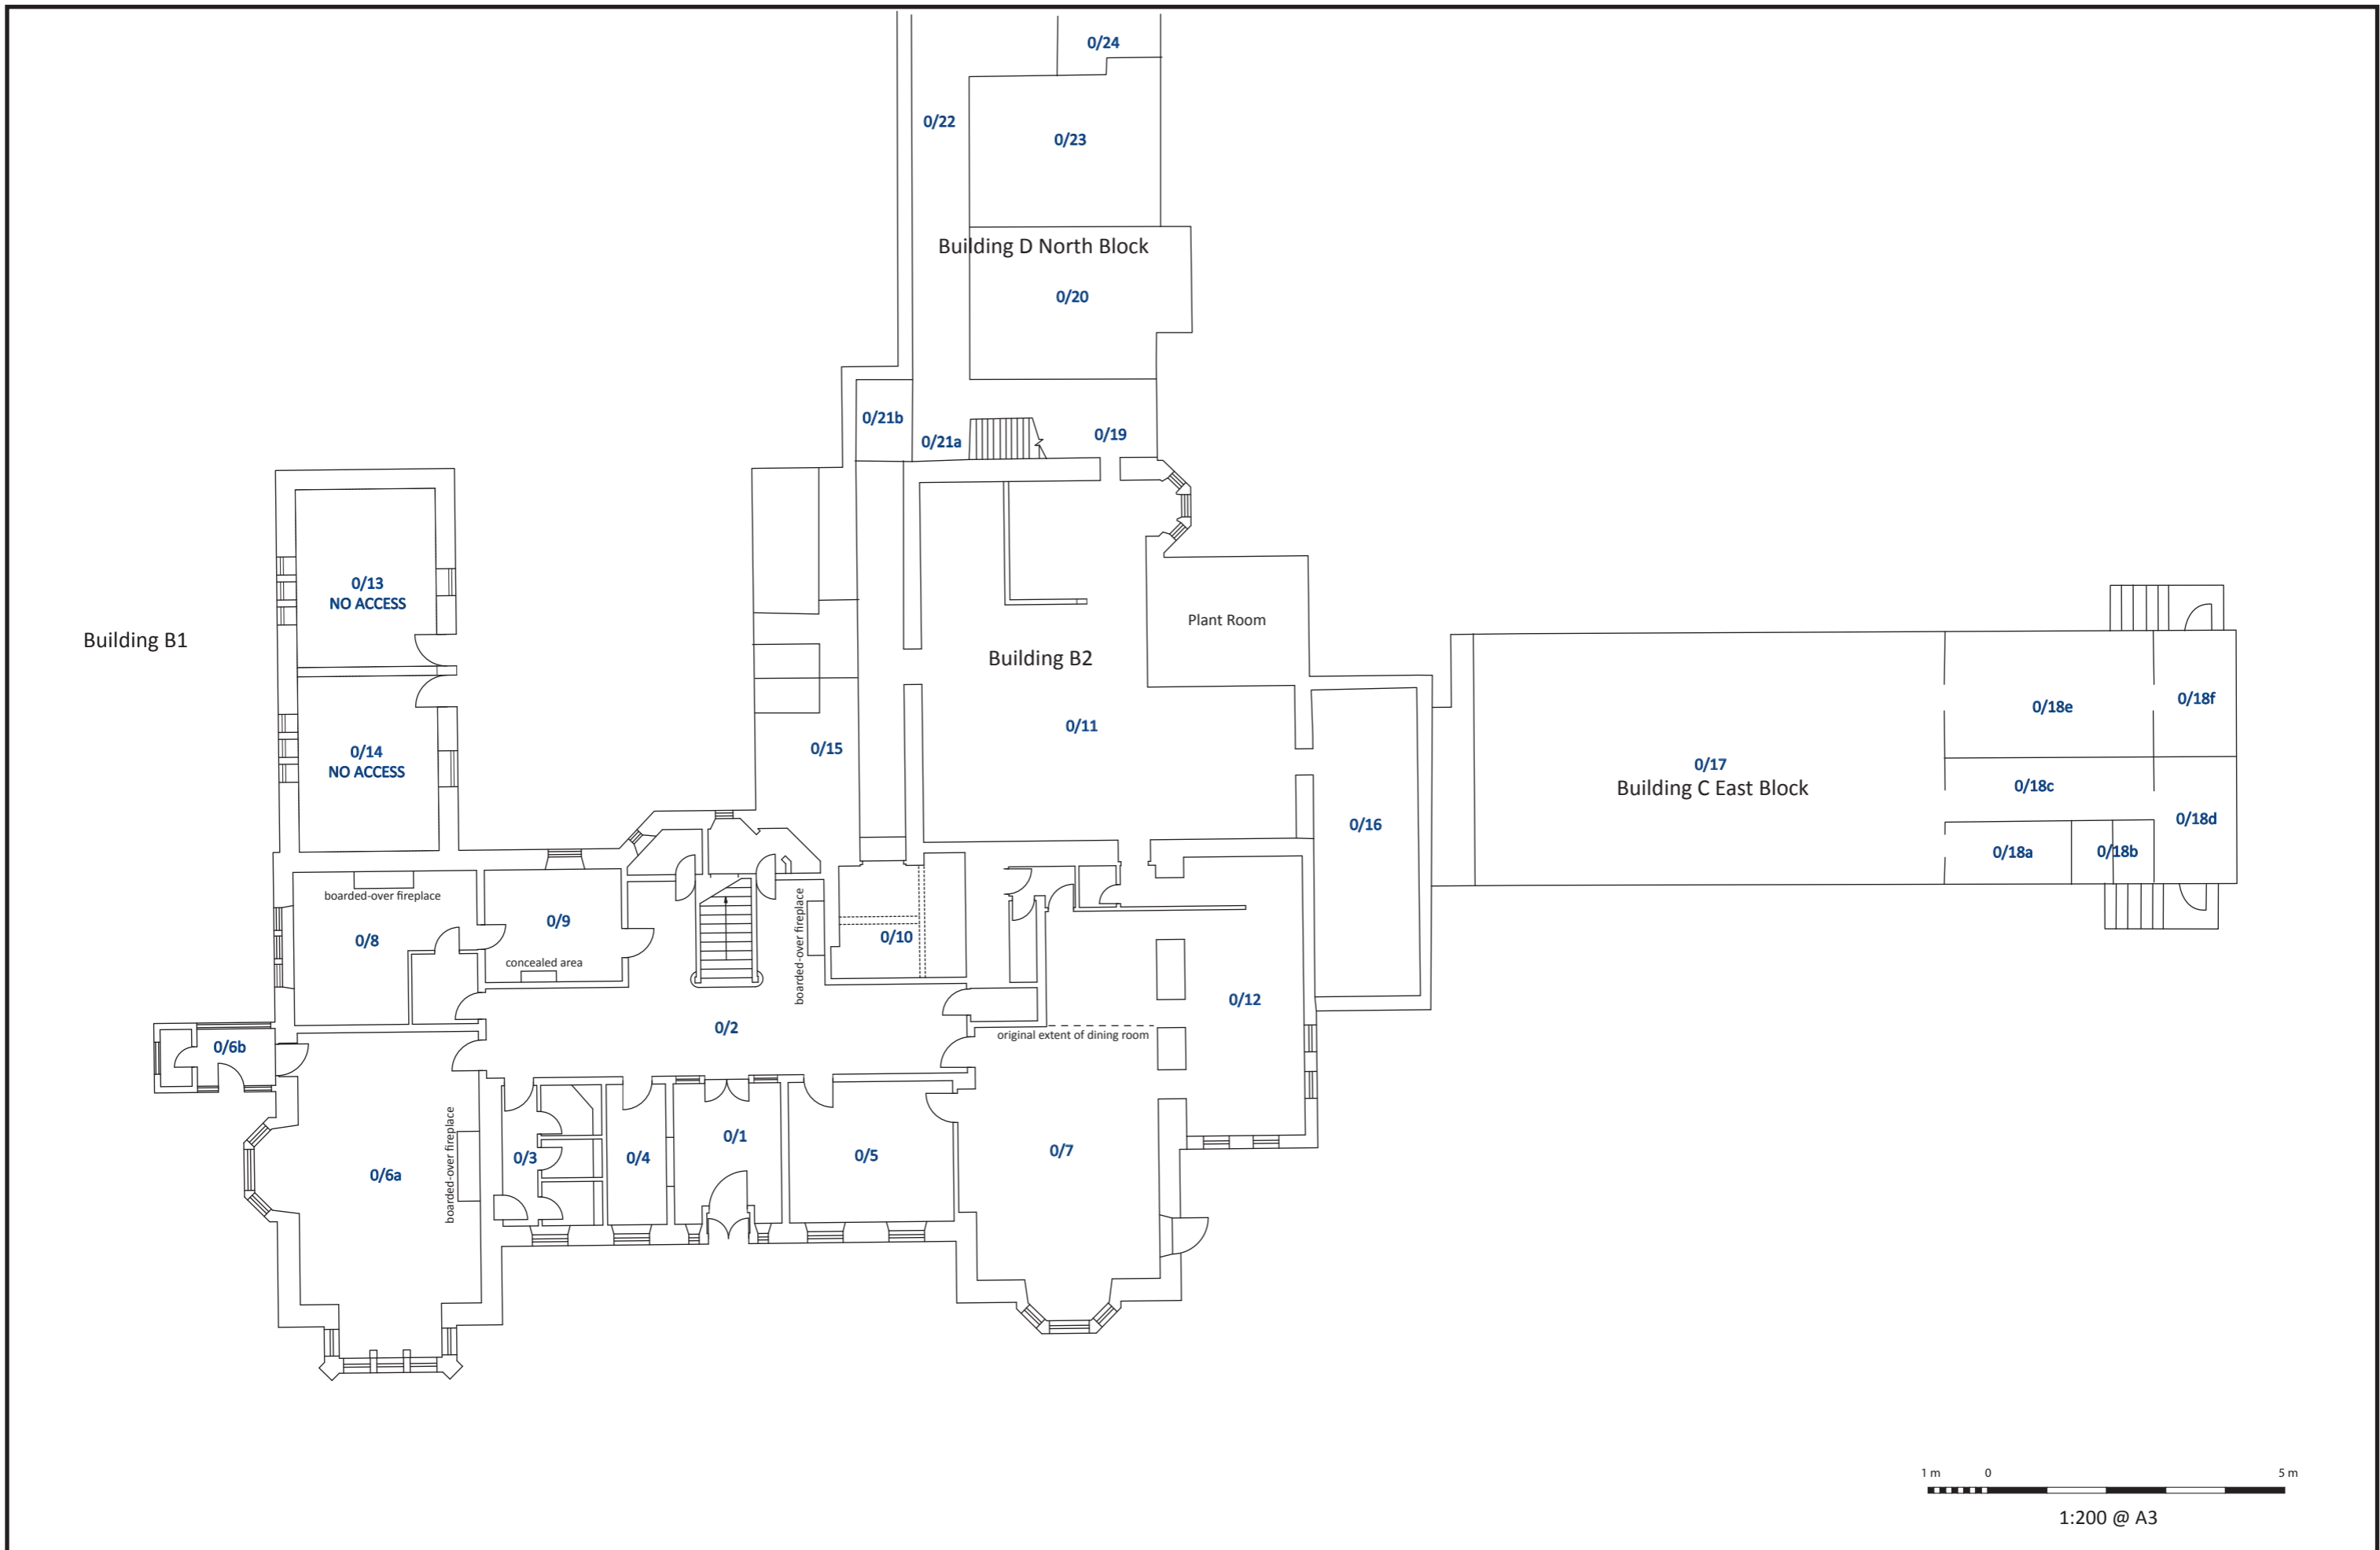 0/24
0/22
0/23
Building D North Block
0/20
0/21b
0/21a
0/19
0/13
NO ACCESS
Building B1
Plant Room
Building B2
0/14
NO ACCESS
0/15
0/11
0/16
0/17
Building C East Block
0/18e
0/18f
0/18c
0/18d
0/18a
0/18b
boarded-over fireplace
0/8
0/9
concealed area
boarded-over fireplace
0/10
0/2
0/12
original extent of dining room
0/6b
boarded-over fireplace
0/6a
0/3
0/4
0/1
0/5
0/7
1 m 0 5 m
1:200 @ A3